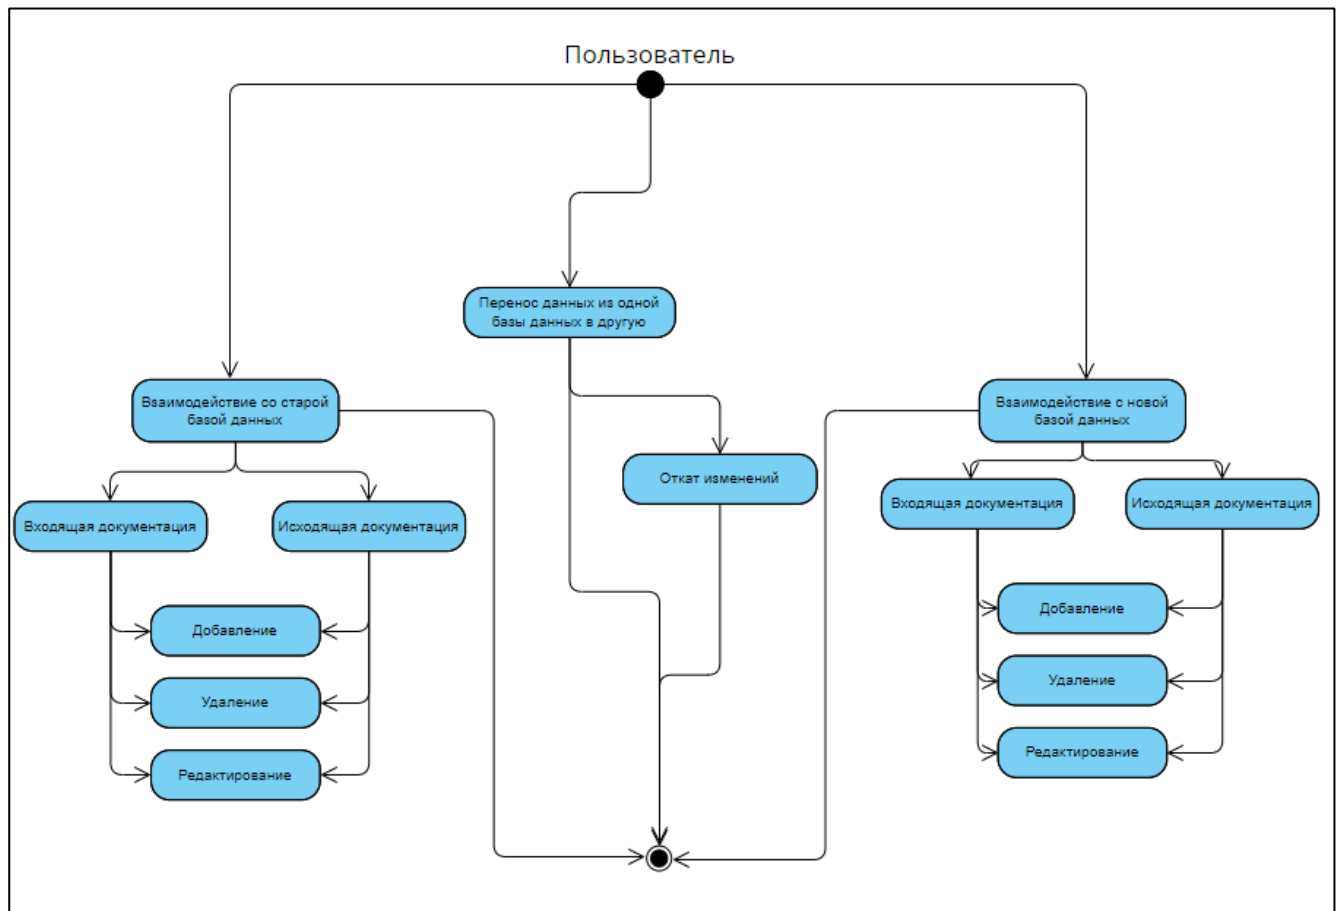 Пользователь
Перенос данных из одной
базы данных в другую
Взаимодействие со старой
базой данных
Взаимодействие с новой
базой данных
Откат изменений
Входящая документация
Исходящая документация
Входящая документация
Исходящая документация
Добавление
Удаление
Редактирование
Добавление
Удаление
Редактирование